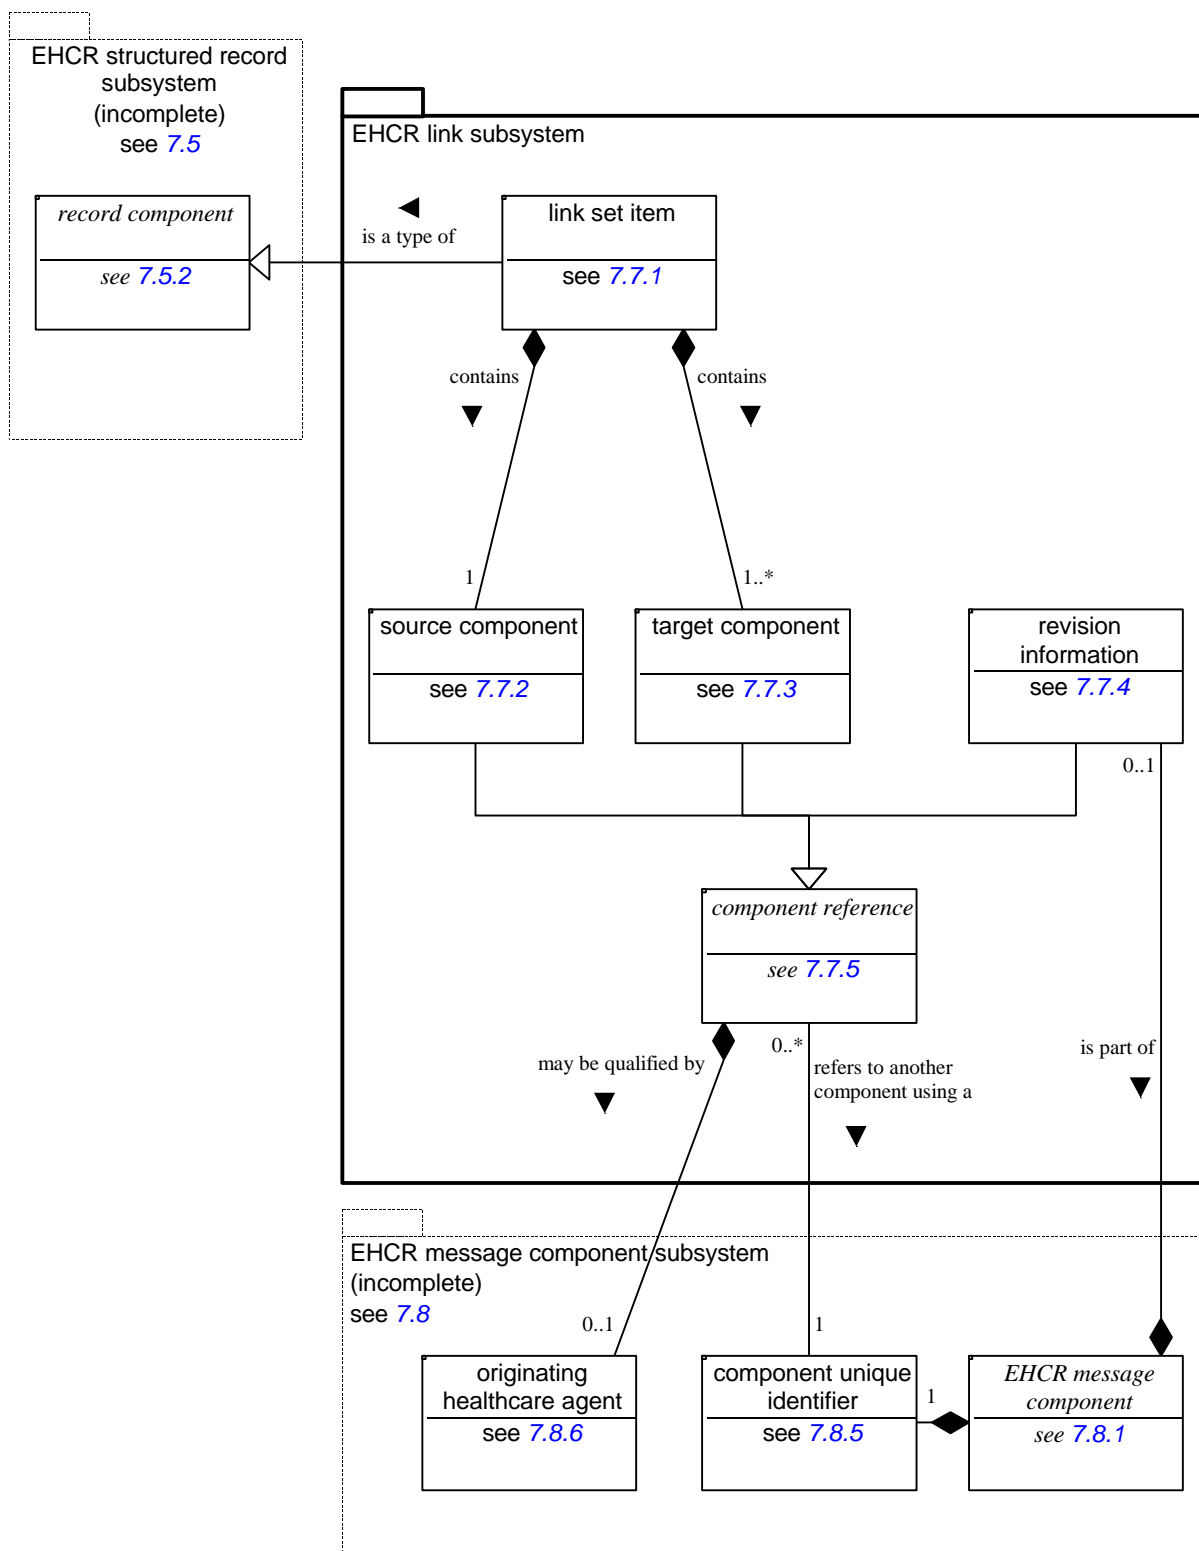 EHCR structured record
subsystem
(incomplete)
see 7.5
record component
see 7.5.2
EHCR link subsystem
is a type of
link set item
see 7.7.1
contains
contains
1
1..*
source component
see 7.7.2
target component
see 7.7.3
revision
information
see 7.7.4
0..1
component reference
see 7.7.5
may be qualified by
0..*
refers to another
component using a
is part of
EHCR message component subsystem
(incomplete)
see 7.8
0..1
1
originating
healthcare agent
see 7.8.6
component unique
identifier
see 7.8.5
1
EHCR message
component
see 7.8.1